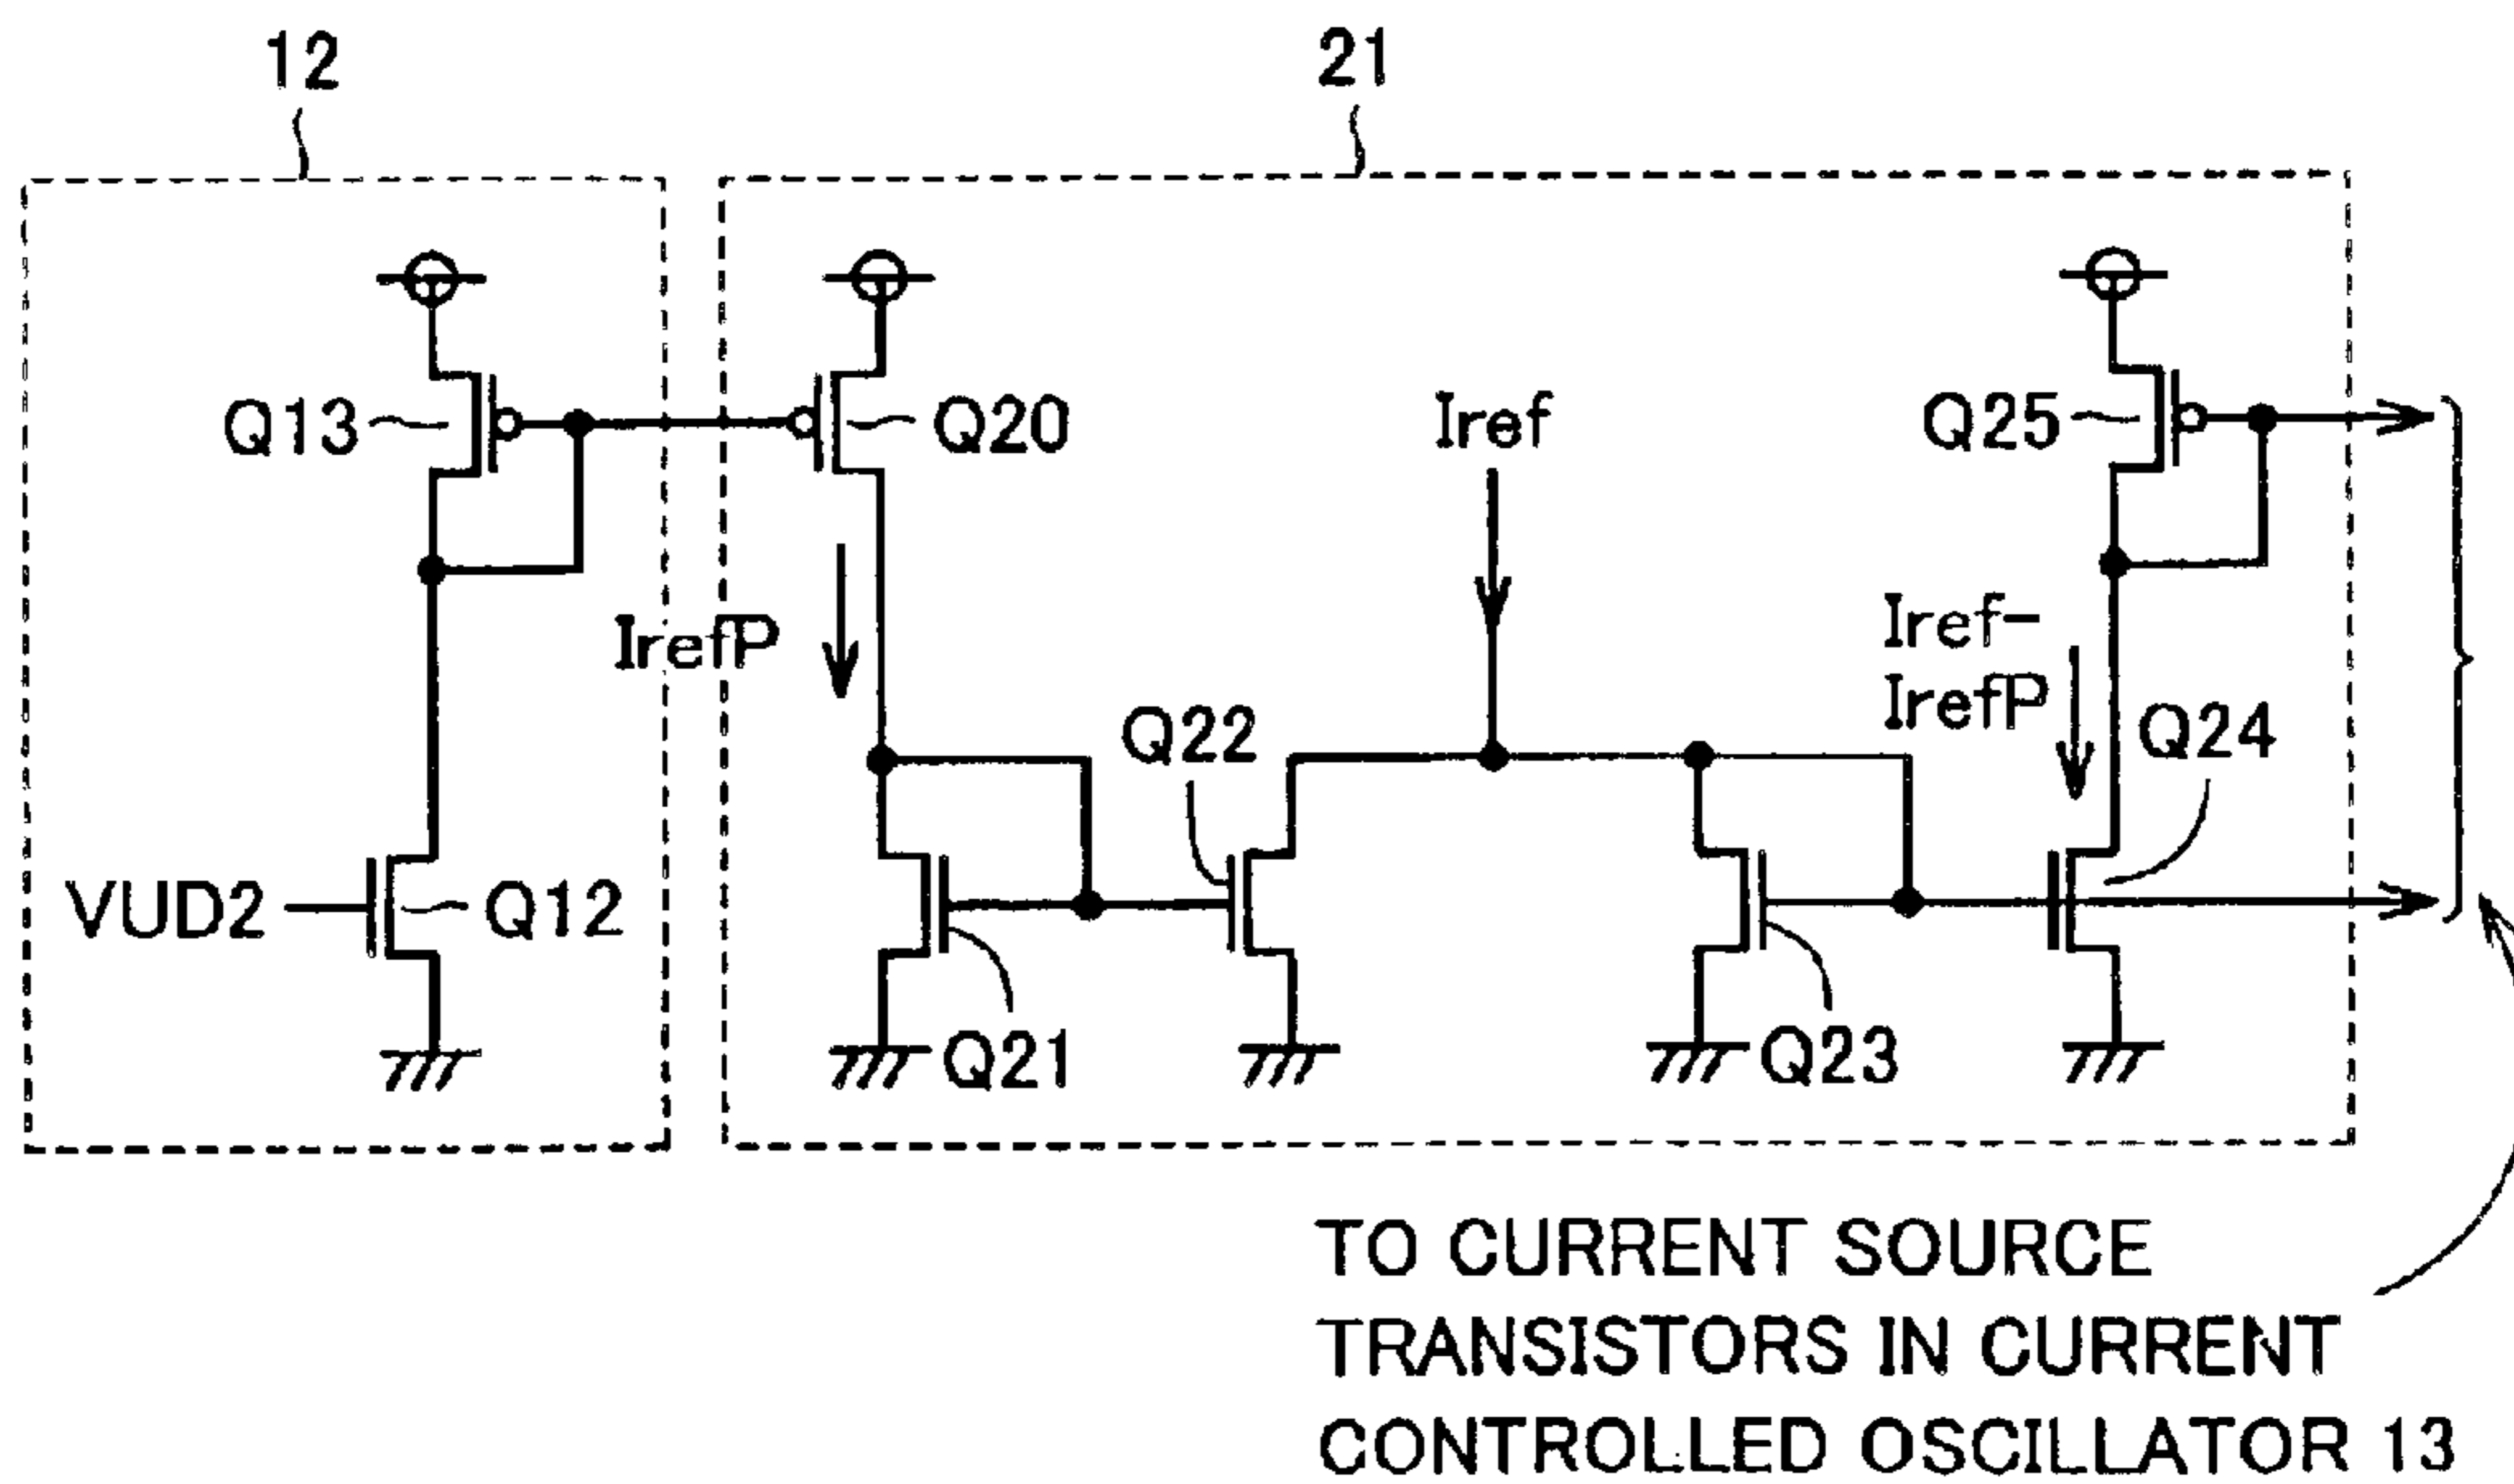 12
21
Q13
Q20
Iref
Q25
IrefP
Iref-
IrefP
Q22
Q24
VUD2
Q12
Q21
Q23
TO CURRENT SOURCE
TRANSISTORS IN CURRENT
CONTROLLED OSCILLATOR 13